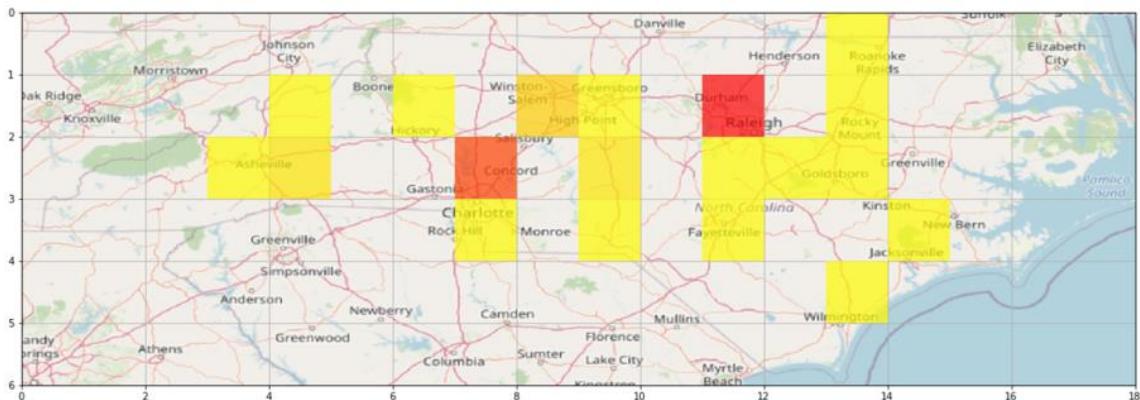 0
Danville
Suffolk
Johnson
City
Henderson
Roanoke
Rapids
Elizabeth
City
Morristown
1
Oak Ridge
Knoxville
Boone
Winston-
Salem
Greensboro
High Point
Durham
Raleigh
Rocky
Mount
2
Hickory
Salisbury
Asheville
Concord
Greenville
Goldsboro
Gastonia
Pamlico
Sound
3
Charlotte
North Carolina
Kinston
Rock Hill
Monroe
Fayetteville
New Bern
Greenville
Jacksonville
4
Simpsonville
Anderson
Newberry
Camden
Mullins
Wilmington
5
Greenwood
Florence
andy
prings
Athens
Columbia
Sumter
Lake City
Myrtle
Beach
6
0 2 4 6 8 10 12 14 16 18